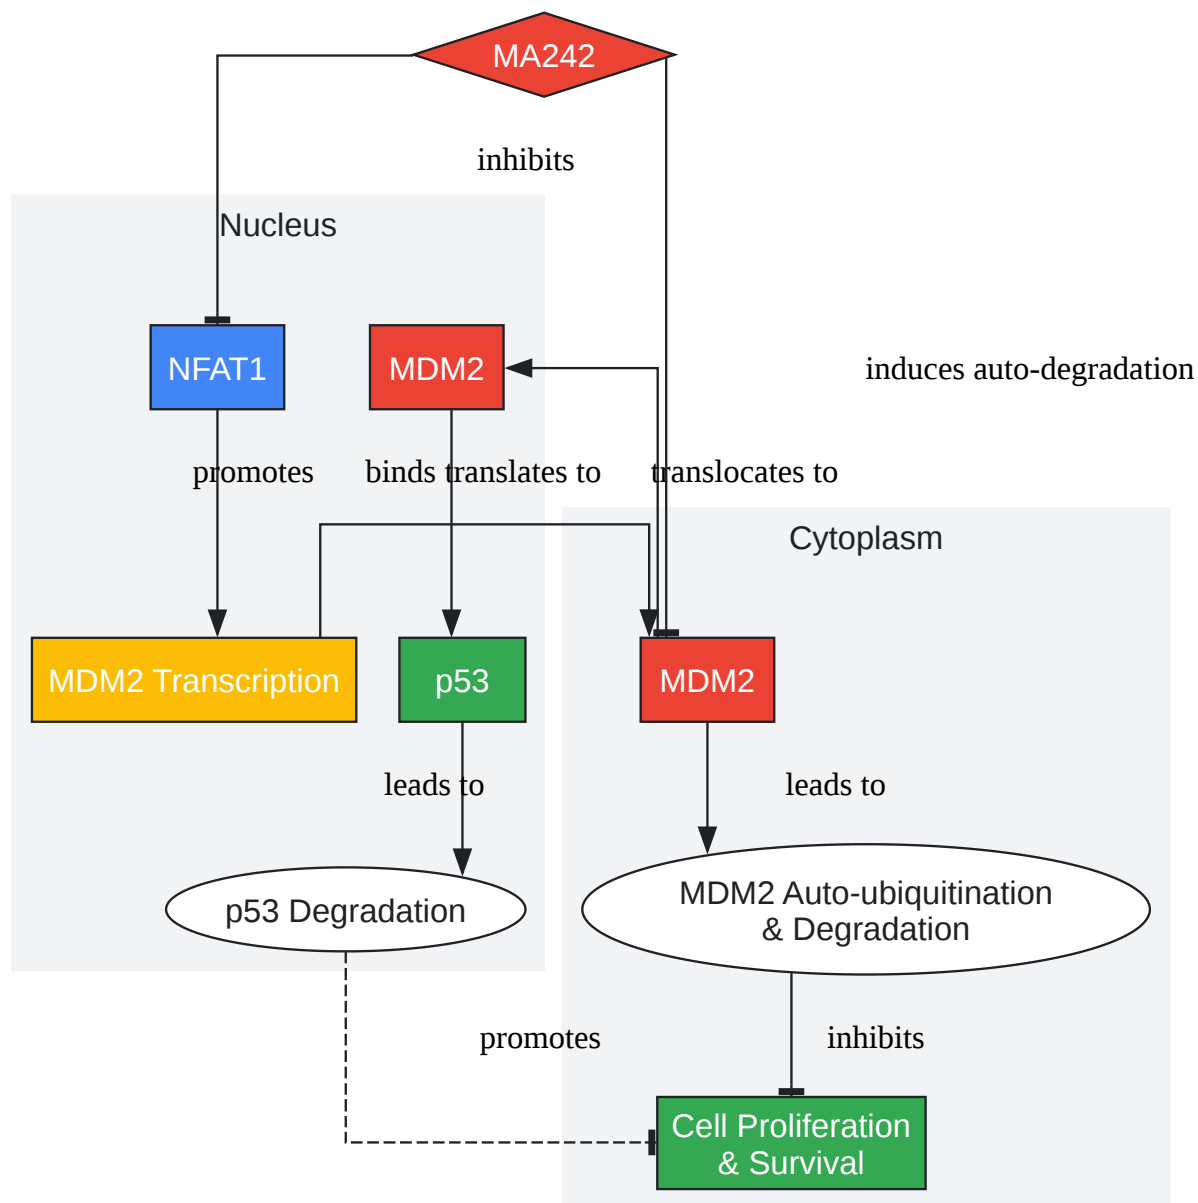 MA242
inhibits
Nucleus
NFAT1
MDM2
induces auto-degradation
promotes
binds
translates to
translocates to
Cytoplasm
MDM2 Transcription
p53
MDM2
leads to
leads to
p53 Degradation
MDM2 Auto-ubiquitination
& Degradation
promotes
inhibits
Cell Proliferation
& Survival